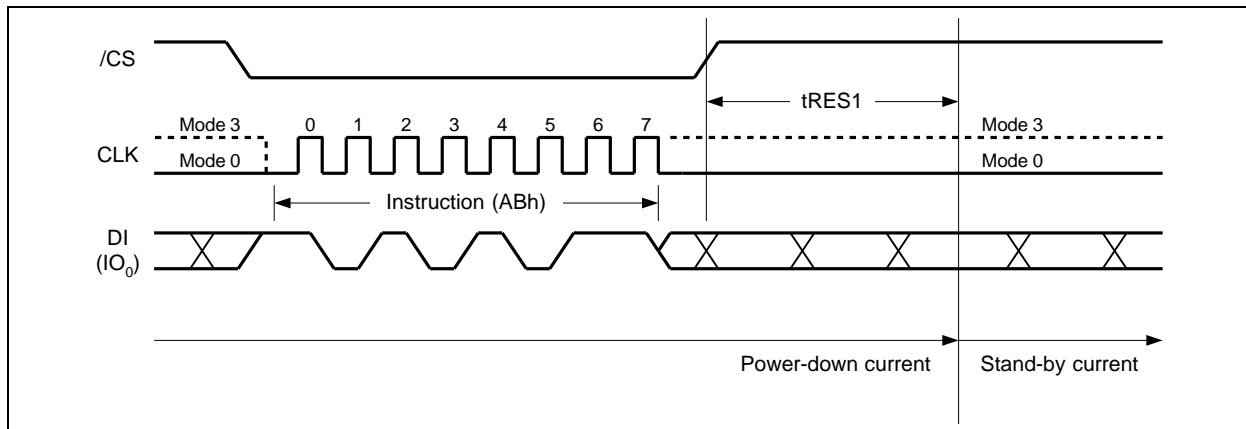 /CS
tRES1
Mode 3
0 1 2 3 4 5 6 7
Mode 3
CLK
Mode 0
Mode 0
Instruction (ABh)
DI
(IO0)
Power-down current
Stand-by current